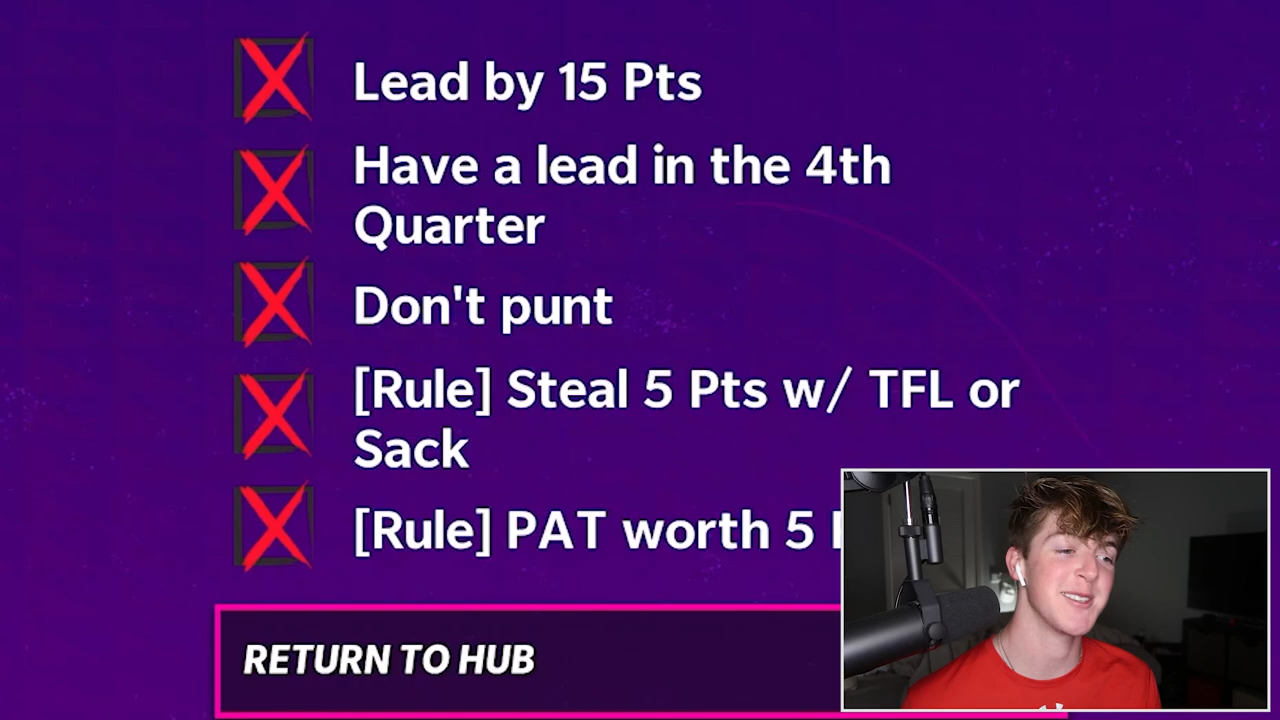 Lead by 15 Pts
Have a lead in the 4th
Quarter
Don't punt
[Rule] Steal 5 Pts w/ TFL or
Sack
[Rule] PAT worth 5
RETURN TO HUB